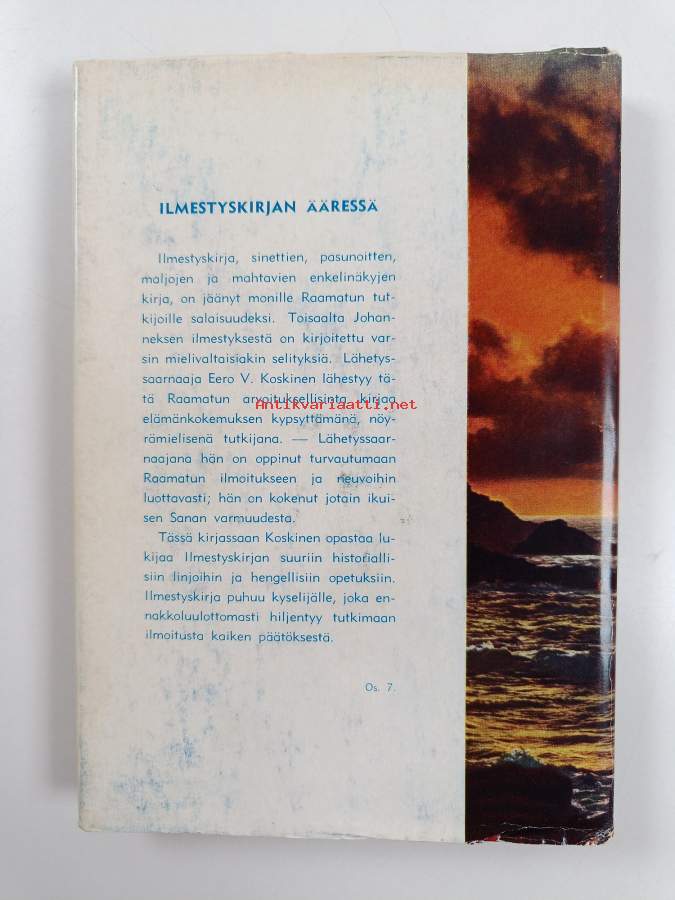 ILMESTYSKIRJAN ÄÄRESSÄ
Ilmestyskirja, sinettien, pasunoitten,
maljojen ja mahtavien enkelinäkyjen
kirja, on jäänyt monille Raamatun tut-
kijoille salaisuudeksi. Toisaalta Johan-
neksen ilmestyksestä on kirjoitettu var-
sin mielivaltaisiakin selityksiä. Lähetys-
saarnaaja Eero V. Koskinen lähestyy tä-
tä Raamatun arvoituksellisinta kirjaa
Antikvariaatti.net
elämänkokemuksen kypsyttämänä, nöy-
rämielisenä tutkijana. — Lähetyssaar-
naajana hän on oppinut turvautumaan
Raamatun ilmoitukseen ja neuvoihin
luottavasti; hän on kokenut jotain ikui-
sen Sanan varmuudesta.
Tässä kirjassaan Koskinen opastaa lu-
kijaa Ilmestyskirjan suuriin historialli-
siin linjoihin ja hengellisiin opetuksiin.
Ilmestyskirja puhuu kyselijälle, joka en-
nakkoluulottomasti hiljentyy tutkimaan
ilmoitusta kaiken päätöksestä.
Os. 7.